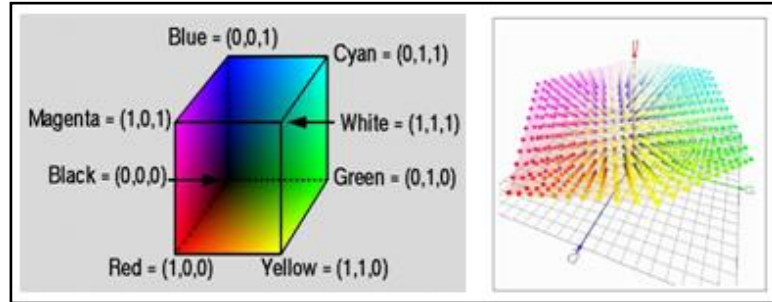 Blue = (0,0,1)
Cyan = (0,1,1)
Magenta = (1,0,1)
White = (1,1,1)
Black = (0,0,0)
Green = (0,1,0)
Red = (1,0,0)
Yellow = (1,1,0)